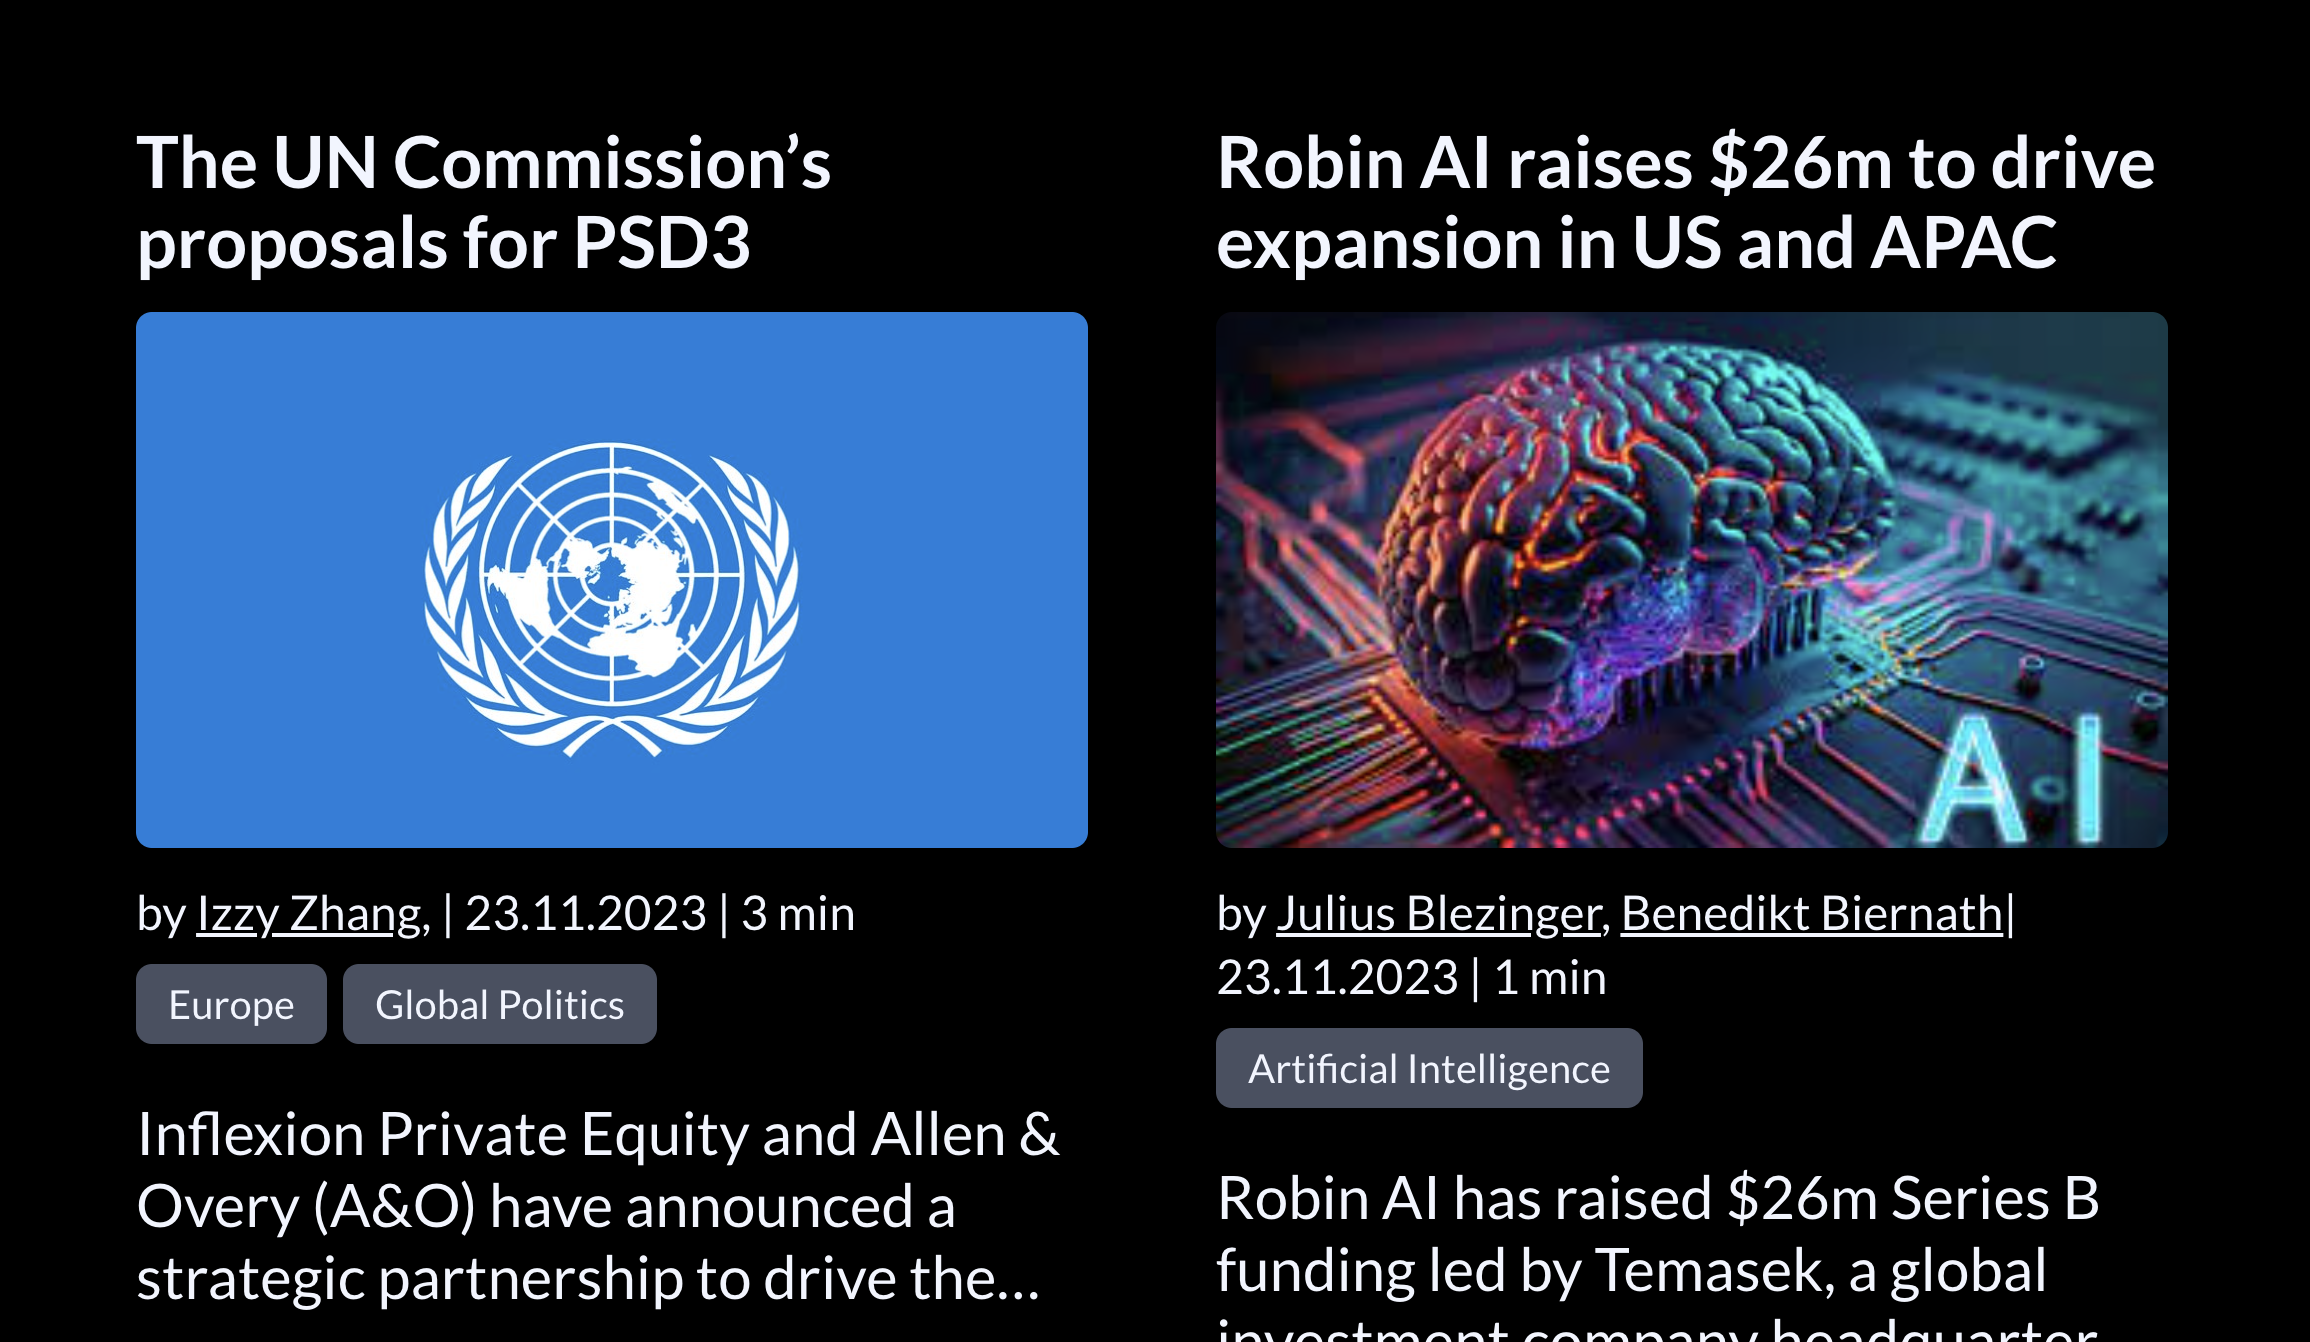 The UN Commission’s
proposals for PSD3
by Izzy Zhang, | 23.11.2023 | 3 min
Europe
Global Politics
Inflexion Private Equity and Allen &
Overy (A&O) have announced a
strategic partnership to drive the...
Robin AI raises $26m to drive
expansion in US and APAC
AI
by Julius Blezinger, Benedikt Biernath|
23.11.2023 | 1 min
Artificial Intelligence
Robin AI has raised $26m Series B
funding led by Temasek, a global
investment company headquarter